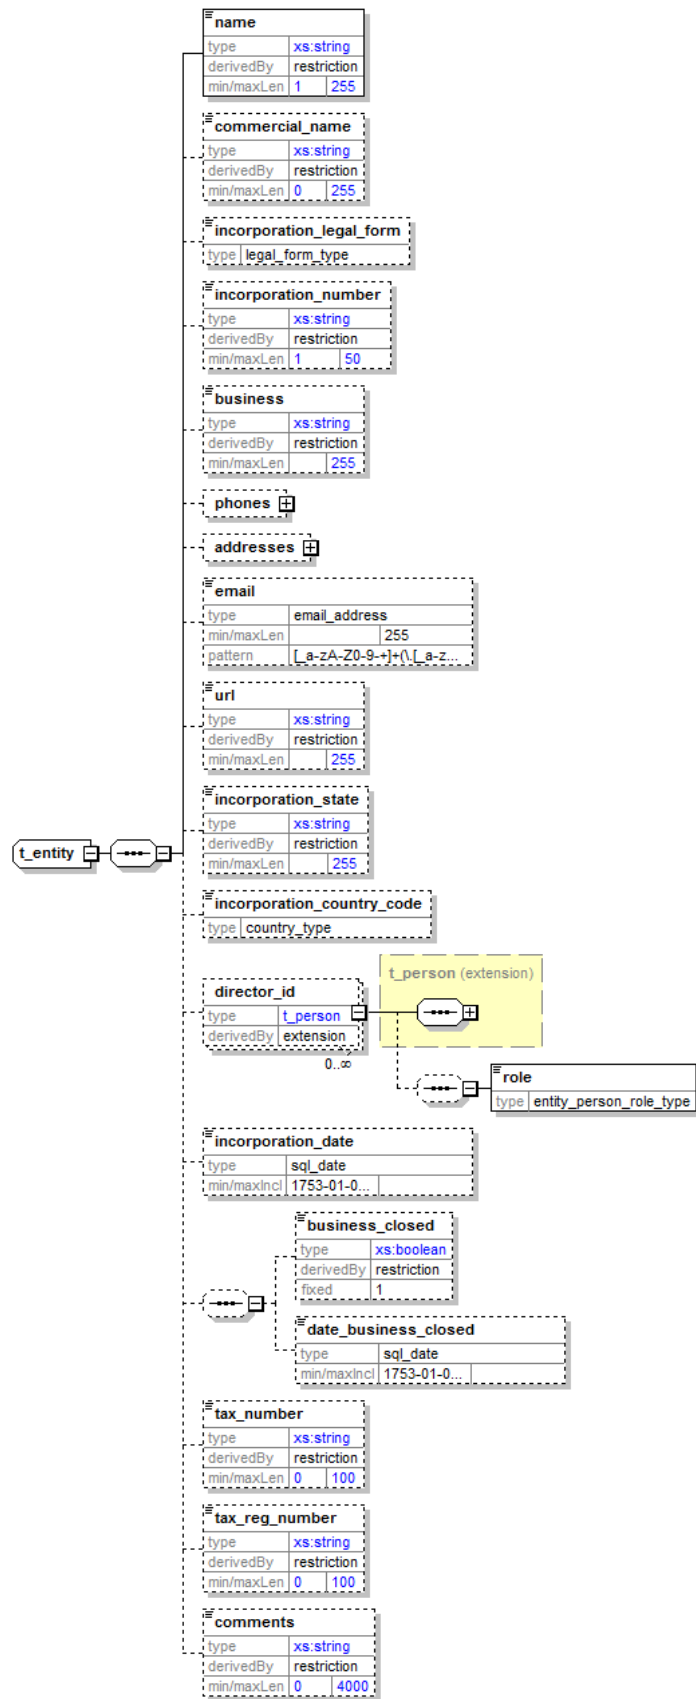 name
type xs:string
derivedBy restriction
min/maxLen 1 255
commercial_name
type xs:string
derivedBy restriction
min/maxLen 0 255
incorporation_legal_form
type legal_form_type
incorporation_number
type xs:string
derivedBy restriction
min/maxLen 1 50
business
type xs:string
derivedBy restriction
min/maxLen 255
phones
addresses
email
type email_address
min/maxLen 255
pattern [_a-zA-Z0-9-+]+(\.[_a-z...
url
type xs:string
derivedBy restriction
min/maxLen 255
incorporation_state
type xs:string
derivedBy restriction
min/maxLen 255
t_entity
incorporation_country_code
type country_type
t_person (extension)
director_id
type t_person
derivedBy extension
0..∞
role
type entity_person_role_type
incorporation_date
type sql_date
min/maxIncl 1753-01-0...
business_closed
type xs:boolean
derivedBy restriction
fixed 1
date_business_closed
type sql_date
min/maxIncl 1753-01-0...
tax_number
type xs:string
derivedBy restriction
min/maxLen 0 100
tax_reg_number
type xs:string
derivedBy restriction
min/maxLen 0 100
comments
type xs:string
derivedBy restriction
min/maxLen 0 4000